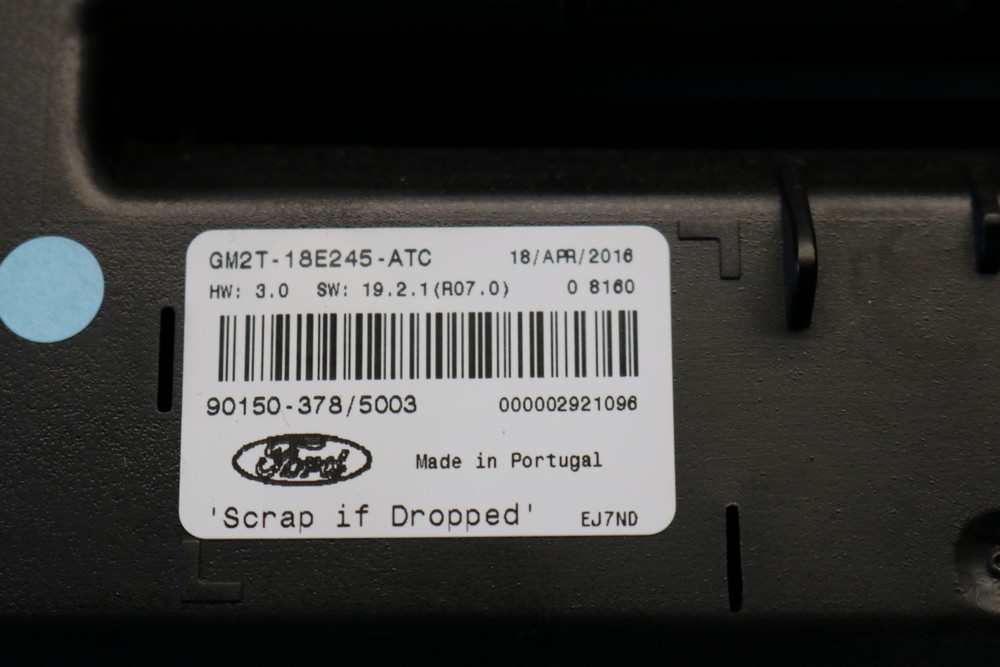 GM2T-18E245-ATC 18/APR/2016
HW: 3.0 SW: 19.2.1(R07.0) 0 8160
90150-378/5003 000002921096
Ford Made in Portugal
'Scrap if Dropped' EJ7ND